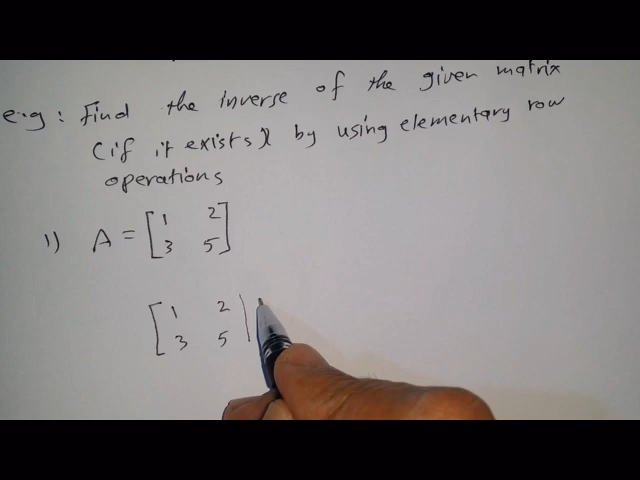 e.g : Find the inverse of the given matrix
(if it exists) by using elementary row
operations
1) A = [1 2
3 5]
[1 2 |
3 5